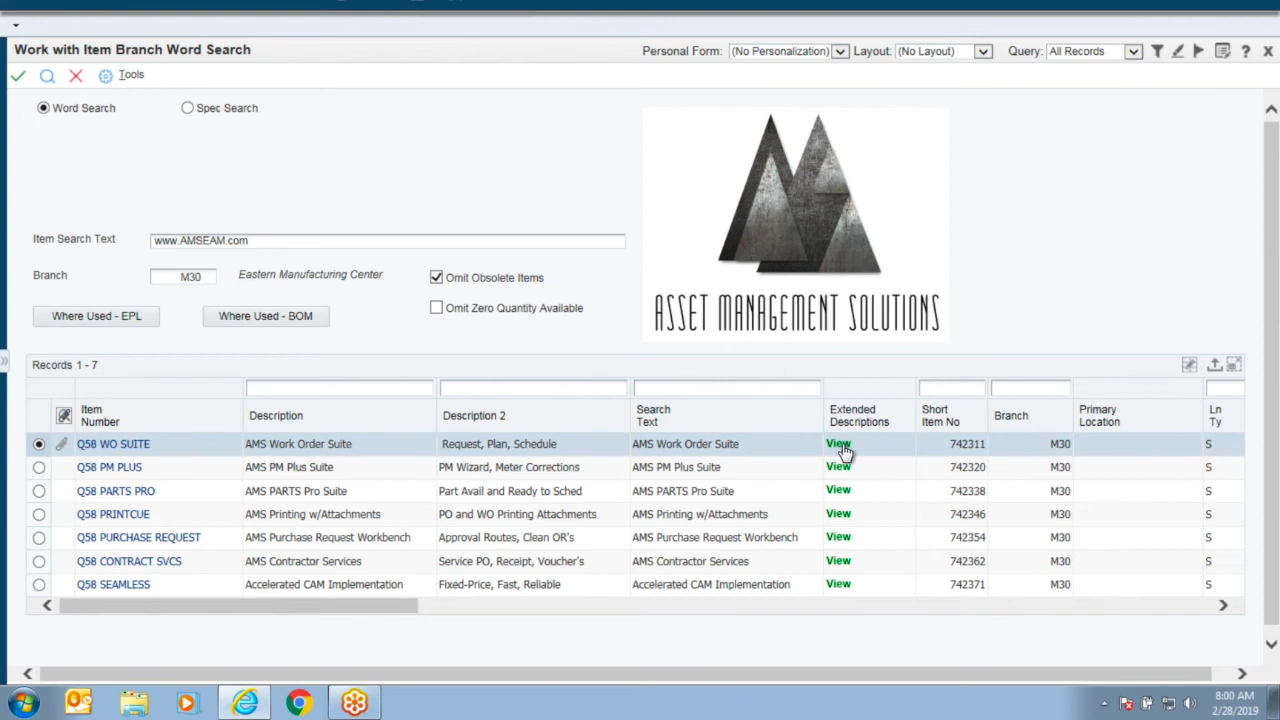 Work with Item Branch Word Search
Personal Form: (No Personalization) Layout: (No Layout) Query: All Records
Tools
Word Search Spec Search
Item Search Text www.AMSEAM.com
Branch M30 Eastern Manufacturing Center Omit Obsolete Items
Omit Zero Quantity Available
Where Used - EPL Where Used - BOM
ASSET MANAGEMENT SOLUTIONS
Records 1 - 7
Item Number Description Description 2 Search Text Extended Descriptions Short Item No Branch Primary Location Ln Ty
Q58 WO SUITE AMS Work Order Suite Request, Plan, Schedule AMS Work Order Suite View 742311 M30 S
Q58 PM PLUS AMS PM Plus Suite PM Wizard, Meter Corrections AMS PM Plus Suite View 742320 M30 S
Q58 PARTS PRO AMS PARTS Pro Suite Part Avail and Ready to Sched AMS PARTS Pro Suite View 742338 M30 S
Q58 PRINTCUE AMS Printing w/Attachments PO and WO Printing Attachments AMS Printing w/Attachments View 742346 M30 S
Q58 PURCHASE REQUEST AMS Purchase Request Workbench Approval Routes, Clean OR's AMS Purchase Request Workbench View 742354 M30 S
Q58 CONTRACT SVCS AMS Contractor Services Service PO, Receipt, Voucher's AMS Contractor Services View 742362 M30 S
Q58 SEAMLESS Accelerated CAM Implementation Fixed-Price, Fast, Reliable Accelerated CAM Implementation View 742371 M30 S
8:00 AM
2/28/2019